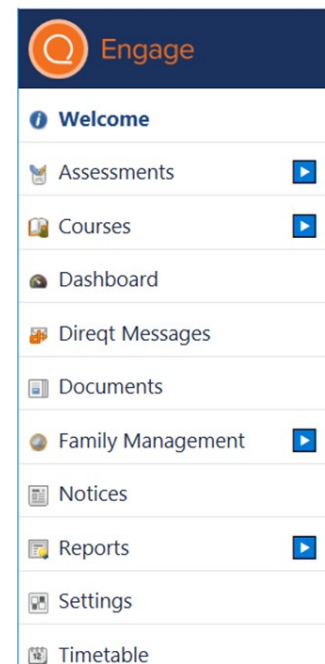 Engage
Welcome
Assessments
Courses
Dashboard
Direqt Messages
Documents
Family Management
Notices
Reports
Settings
Timetable